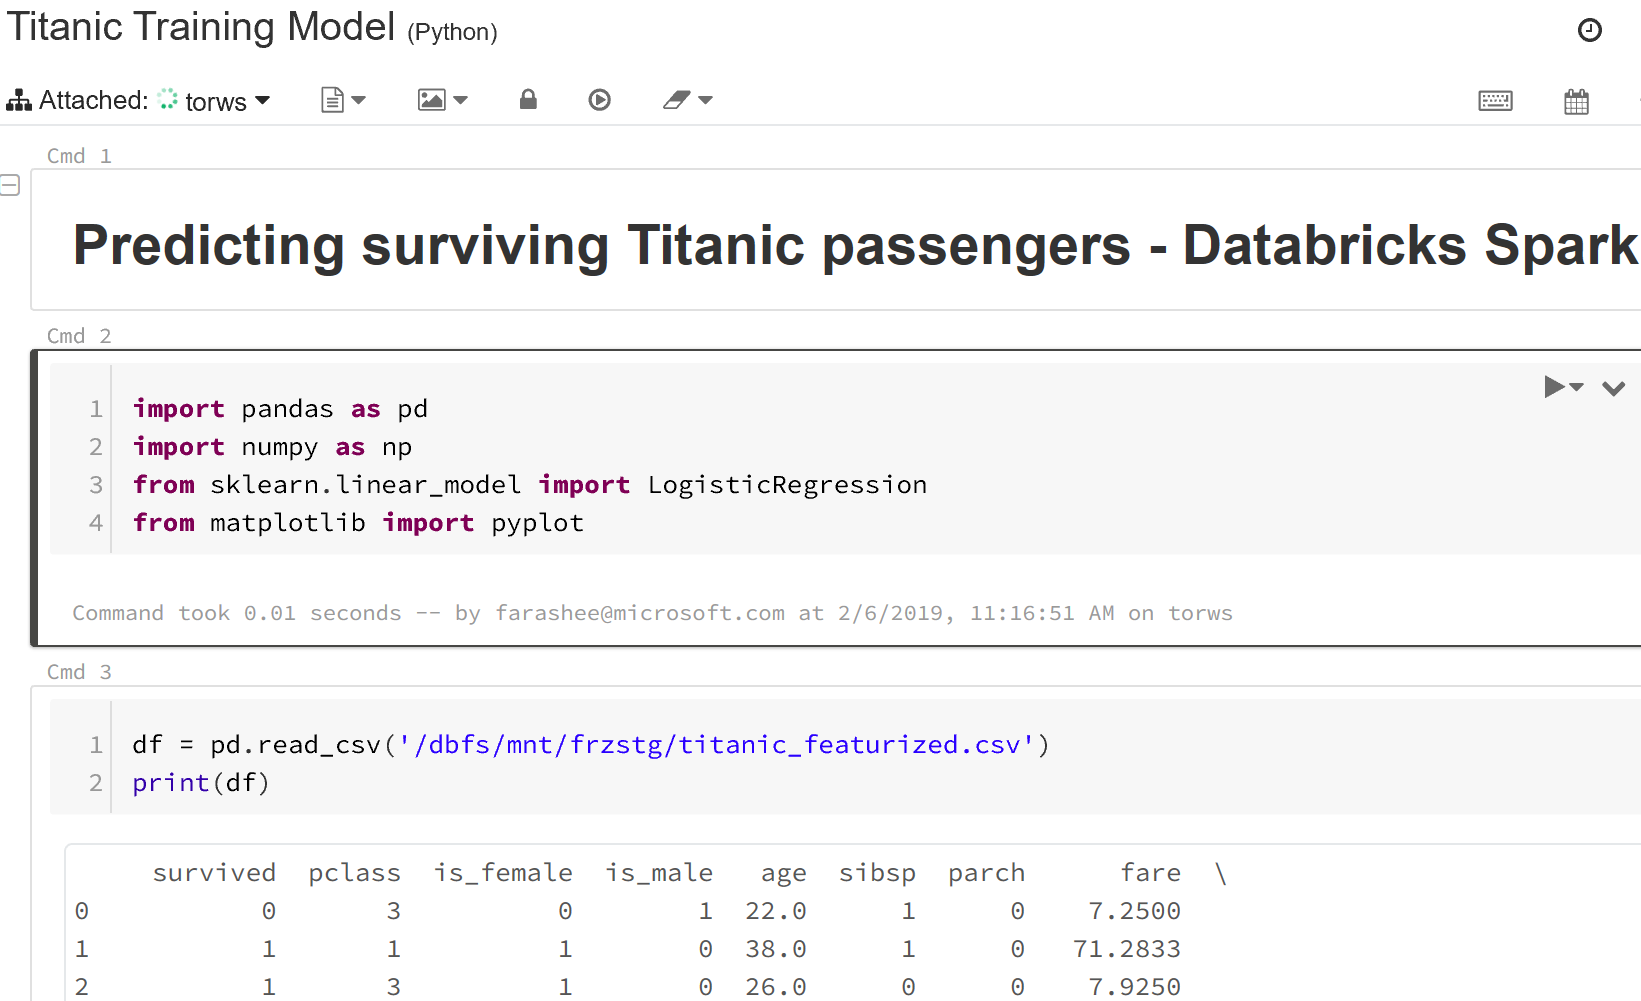 Titanic Training Model (Python)
Attached: torws
Cmd 1
Predicting surviving Titanic passengers - Databricks Spark
Cmd 2
1 import pandas as pd
2 import numpy as np
3 from sklearn.linear_model import LogisticRegression
4 from matplotlib import pyplot
Command took 0.01 seconds -- by farashee@microsoft.com at 2/6/2019, 11:16:51 AM on torws
Cmd 3
1 df = pd.read_csv('/dbfs/mnt/frzstg/titanic_featurized.csv')
2 print(df)
survived pclass is_female is_male age sibsp parch fare \
0 0 3 0 1 22.0 1 0 7.2500
1 1 1 1 0 38.0 1 0 71.2833
2 1 3 1 0 26.0 0 0 7.9250